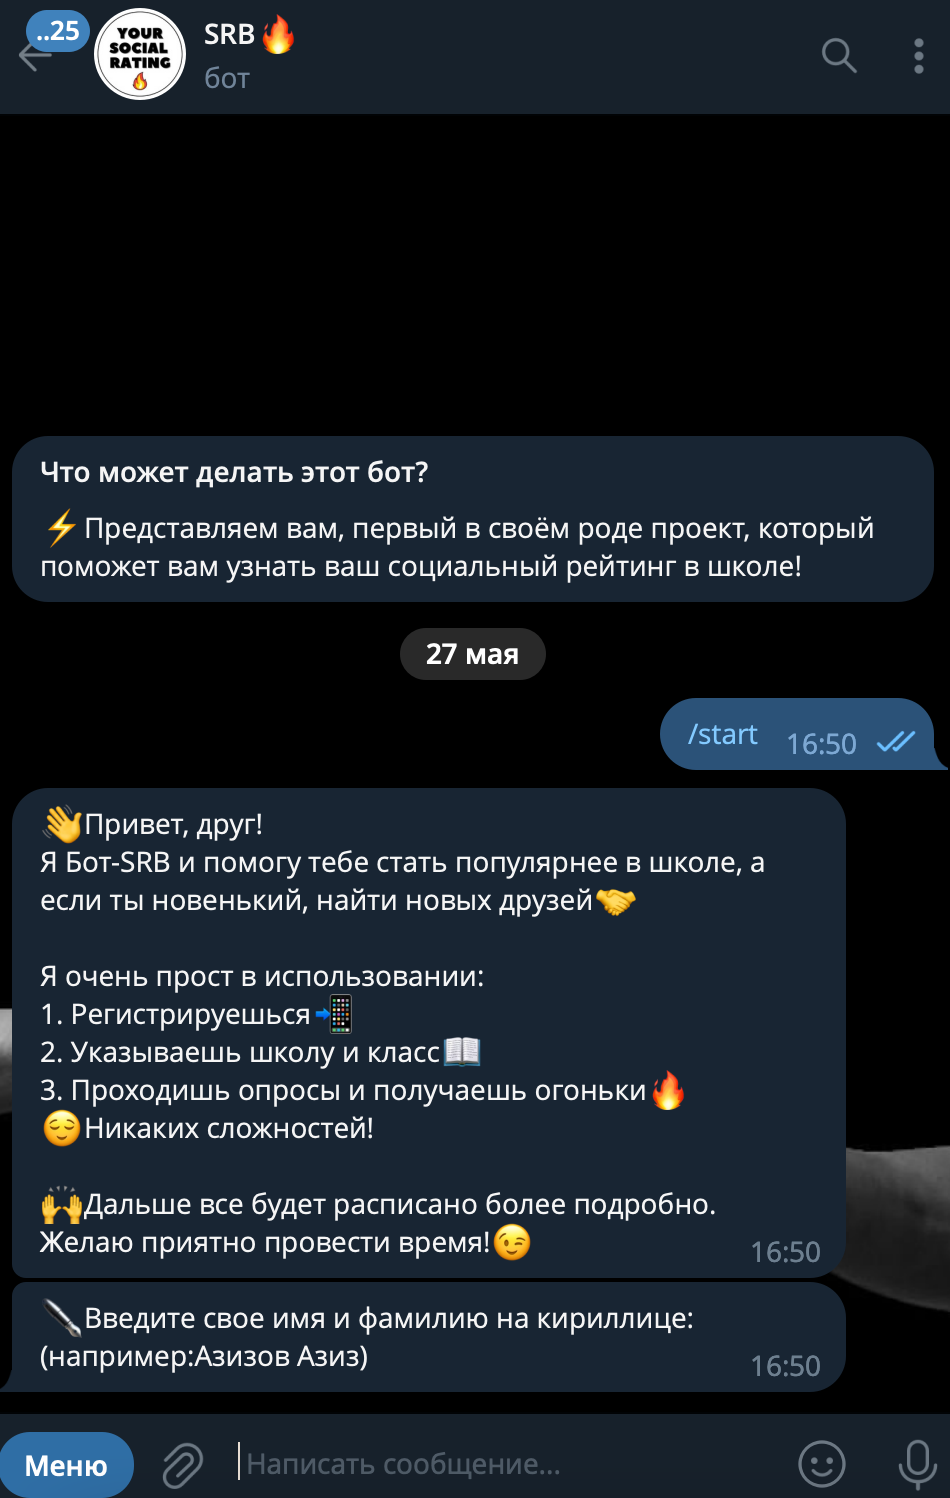 ..25
YOUR
SOCIAL
RATING
SRB🔥
бот
Что может делать этот бот?
⚡Представляем вам, первый в своём роде проект, который
поможет вам узнать ваш социальный рейтинг в школе!
27 мая
/start 16:50
👋Привет, друг!
Я Бот-SRB и помогу тебе стать популярнее в школе, а
если ты новенький, найти новых друзей🤝
Я очень прост в использовании:
1. Регистрируешься📲
2. Указываешь школу и класс📖
3. Проходишь опросы и получаешь огоньки🔥
😌Никаких сложностей!
🙌Дальше все будет расписано более подробно.
Желаю приятно провести время!😉
16:50
🖋Введите свое имя и фамилию на кириллице:
(например:Азизов Азиз)
16:50
Меню
Написать сообщение...